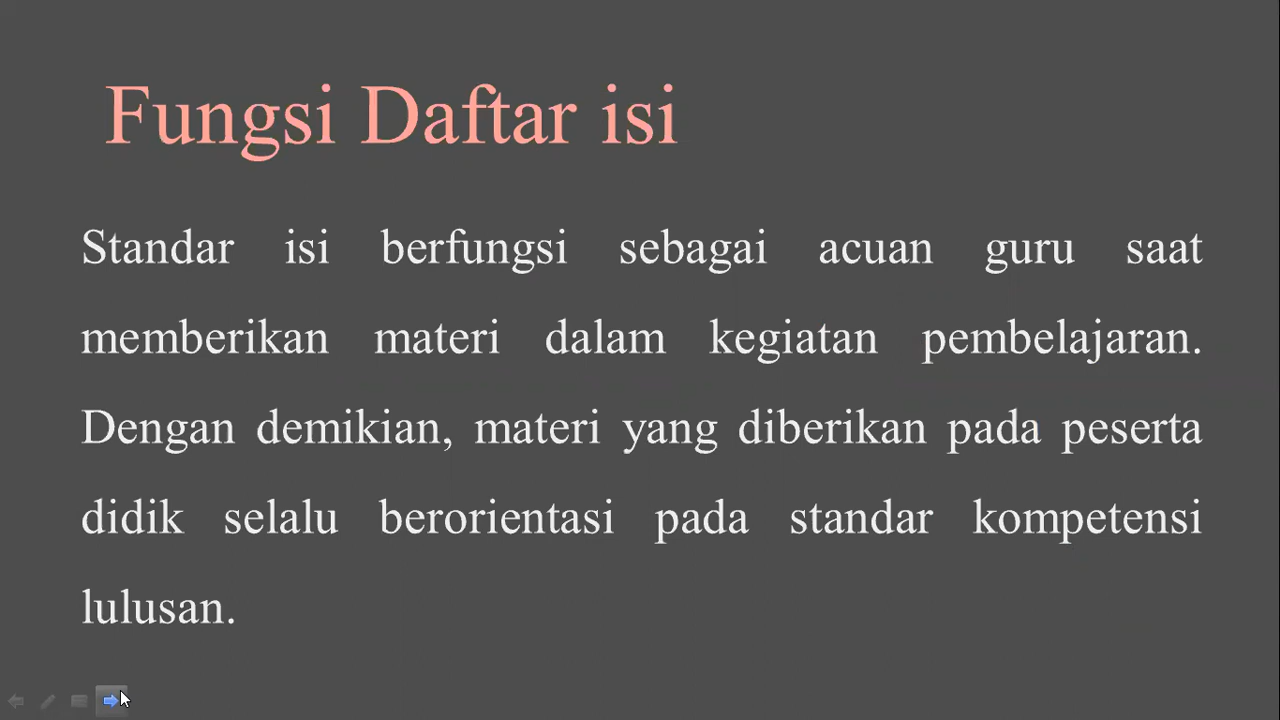 Fungsi Daftar isi
Standar isi berfungsi sebagai acuan guru saat
memberikan materi dalam kegiatan pembelajaran.
Dengan demikian, materi yang diberikan pada peserta
didik selalu berorientasi pada standar kompetensi
lulusan.